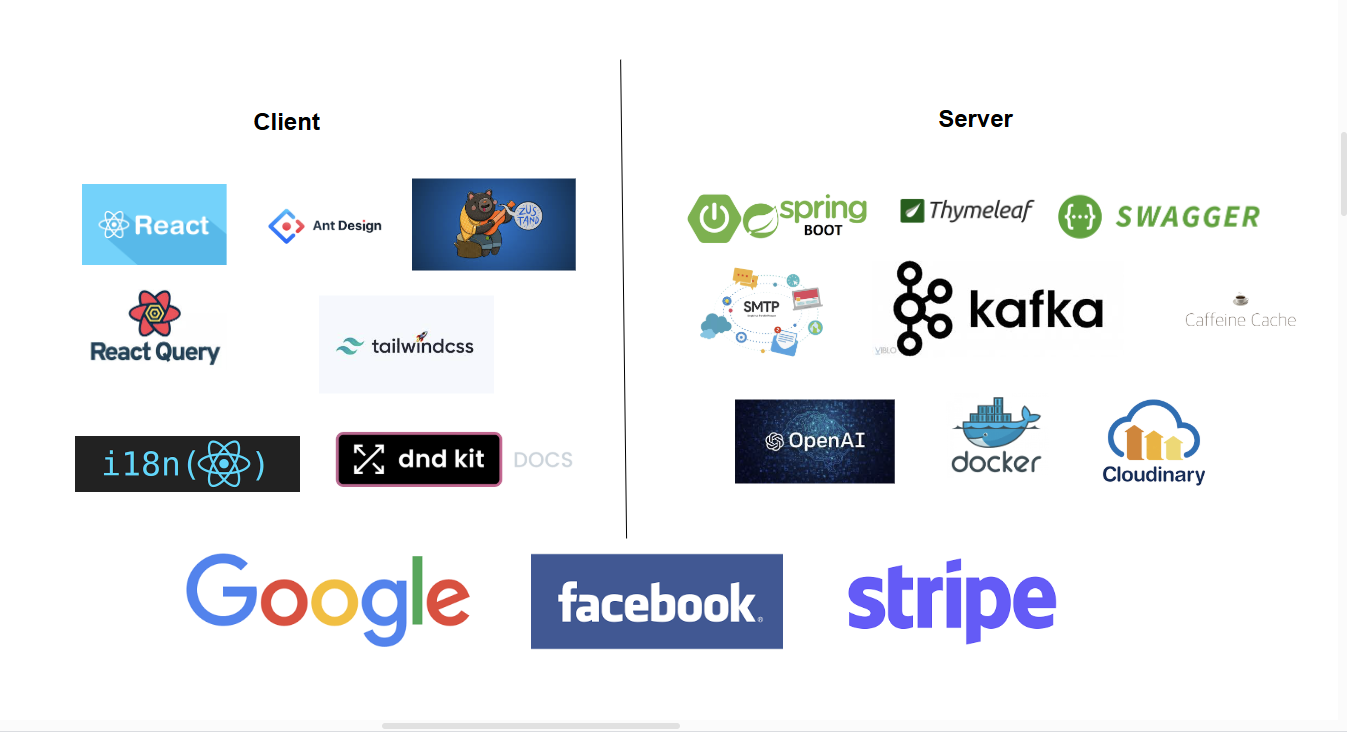 Client
Server
React
Ant Design
ZUS
TAND
spring
BOOT
Thymeleaf
SWAGGER
React Query
tailwindcss
SMTP
kafka
VIBLO
Caffeine Cache
i18n( )
dnd kit
DOCS
OpenAI
docker
Cloudinary
Google
facebook®
stripe